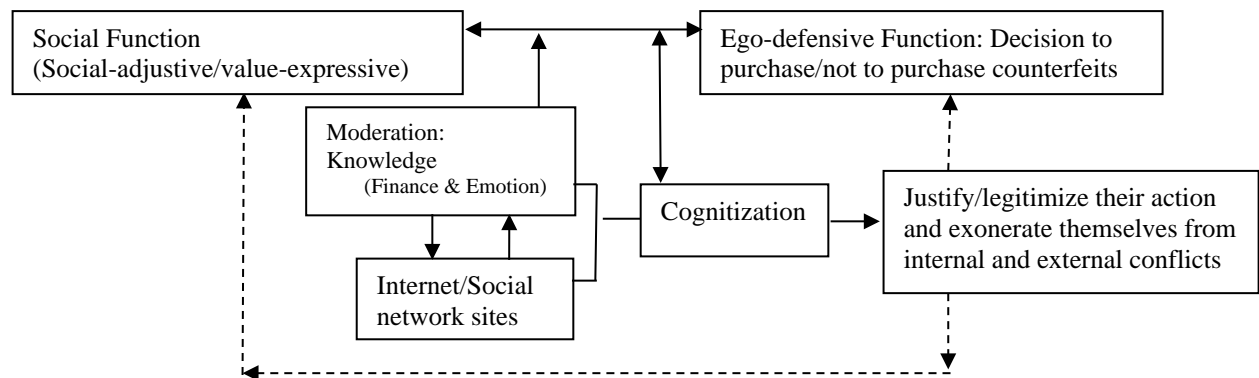 Social Function
(Social-adjustive/value-expressive)
Ego-defensive Function: Decision to
purchase/not to purchase counterfeits
Moderation:
Knowledge
(Finance & Emotion)
Cognitization
Justify/legitimize their action
and exonerate themselves from
internal and external conflicts
Internet/Social
network sites